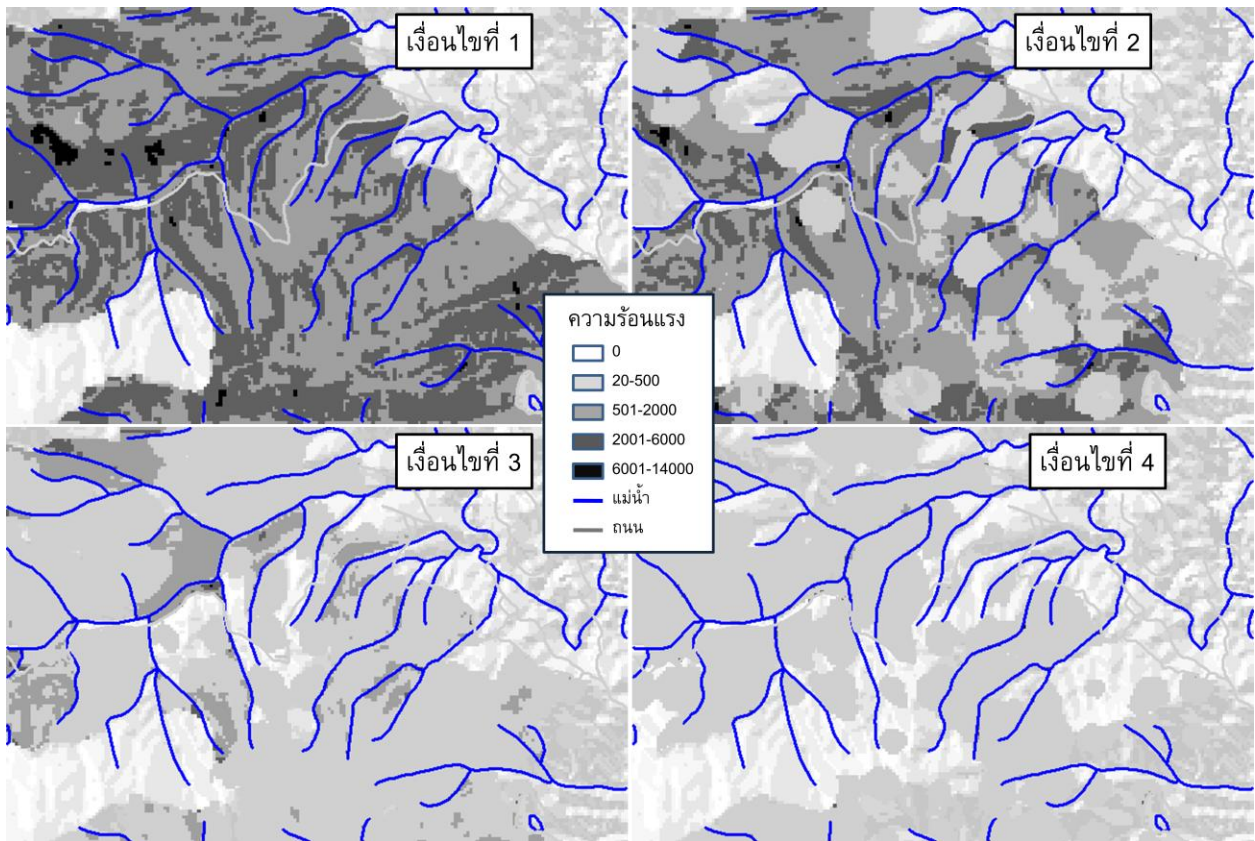 เงื่อนไขที่ 1
เงื่อนไขที่ 2
ความร้อนแรง
0
20-500
501-2000
2001-6000
6001-14000
แม่น้ำ
ถนน
เงื่อนไขที่ 3
เงื่อนไขที่ 4